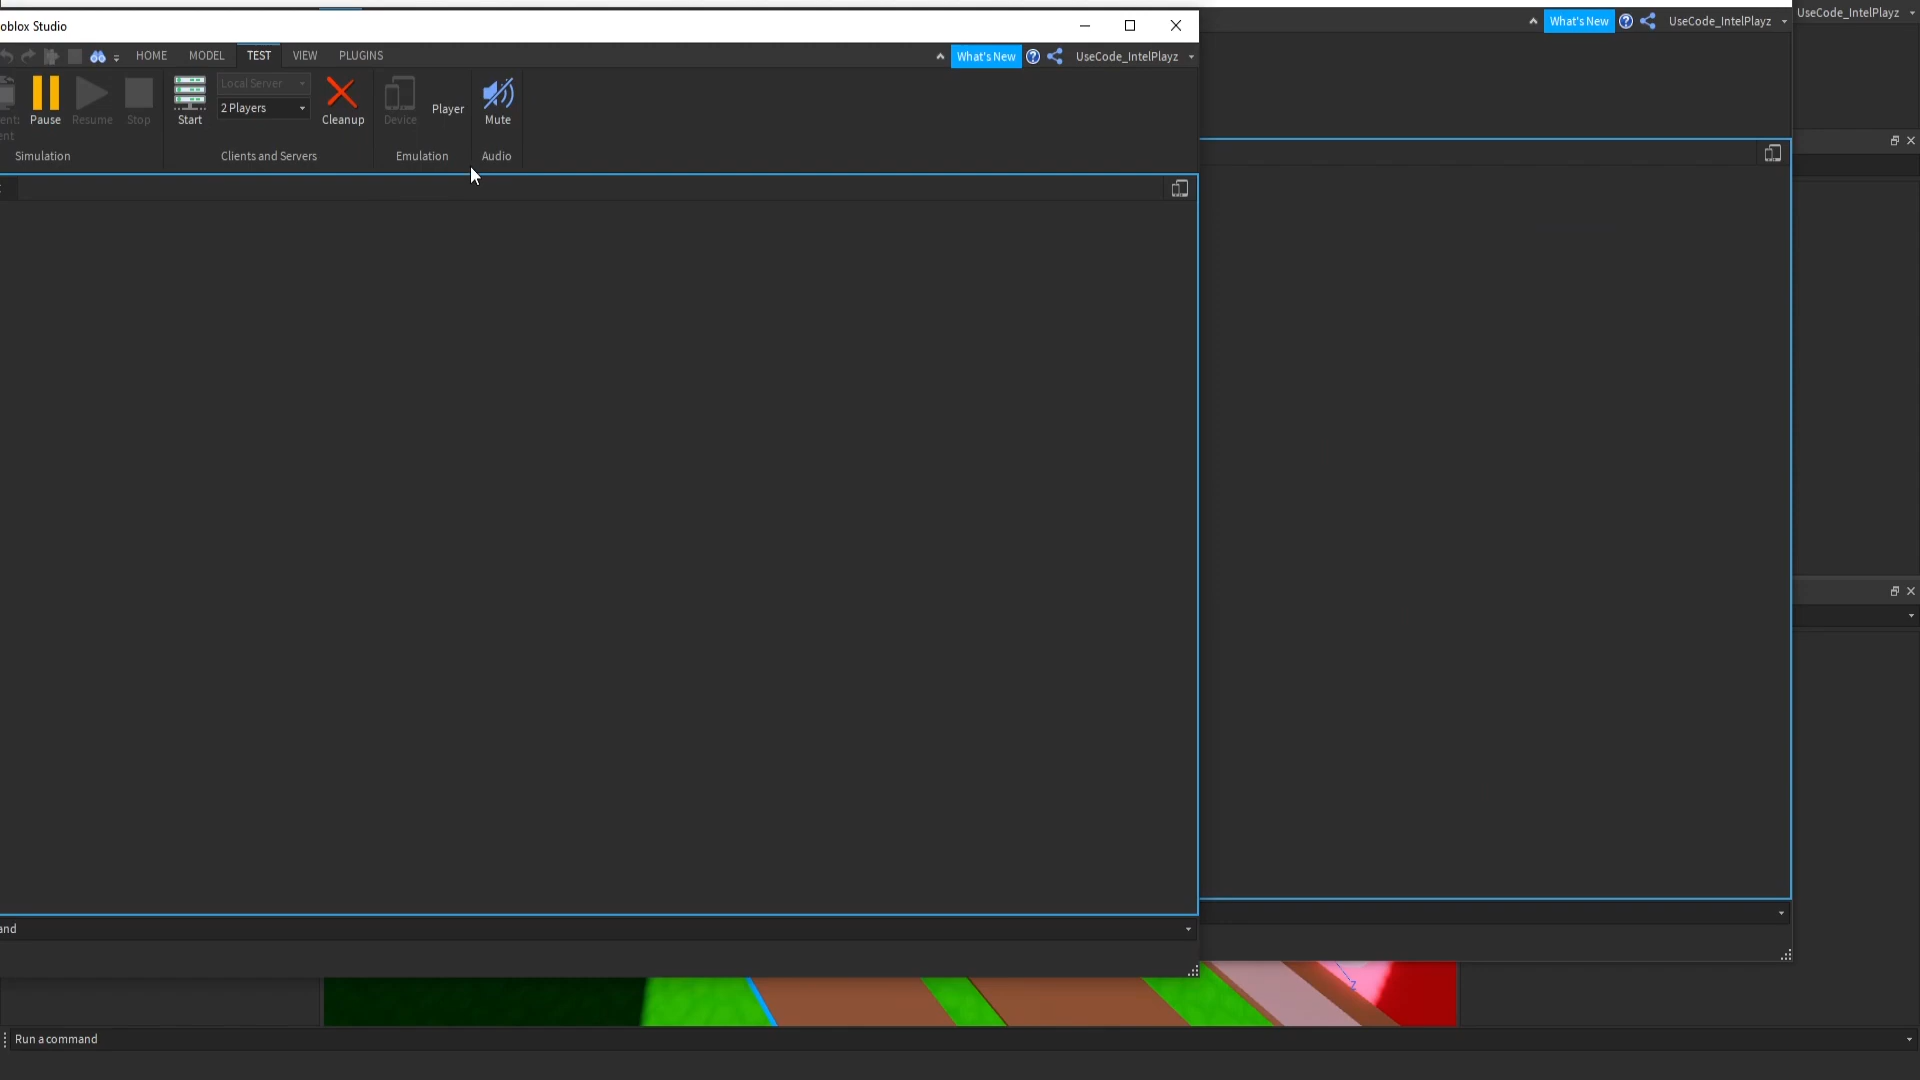 oblox Studio
What's New
UseCode_IntelPlayz
UseCode_IntelPlayz
HOME
MODEL
TEST
VIEW
PLUGINS
What's New
UseCode_IntelPlayz
Local Server
2 Players
Pause
Resume
Stop
Start
Cleanup
Device
Player
Mute
ent
Simulation
Clients and Servers
Emulation
Audio
and
Z
Run a command